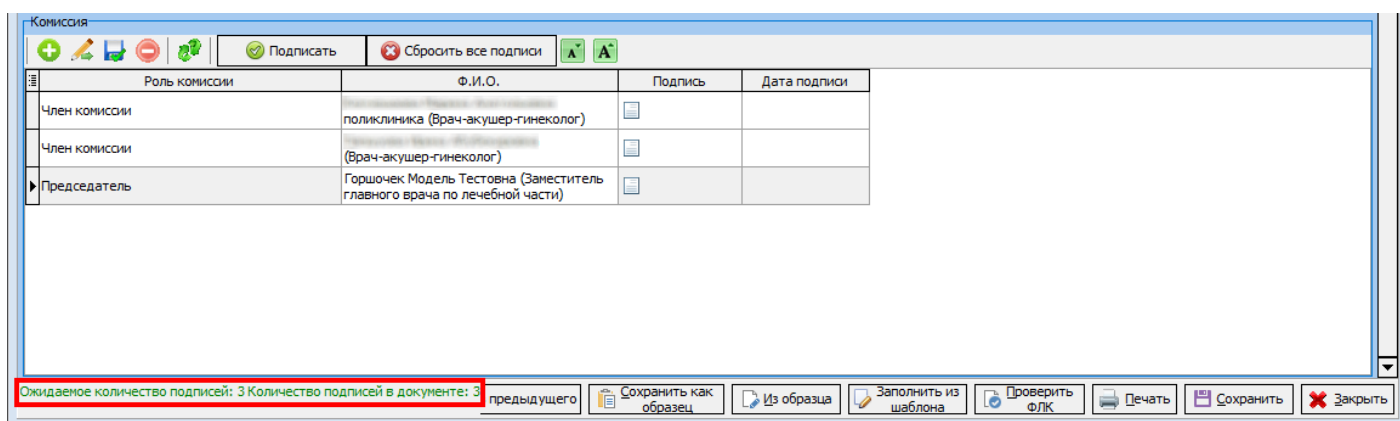 Комиссия
Подписать Сбросить все подписи A A
Роль комиссии Ф.И.О. Подпись Дата подписи
Член комиссии
поликлиника (Врач-акушер-гинеколог)
Член комиссии
(Врач-акушер-гинеколог)
Председатель
Горшочек Модель Тестовна (Заместитель
главного врача по лечебной части)
Ожидаемое количество подписей: 3 Количество подписей в документе: 3
предыдущего
Сохранить как
образец
Из образца
Заполнить из
шаблона
Проверить
ФЛК
Печать
Сохранить
Закрыть